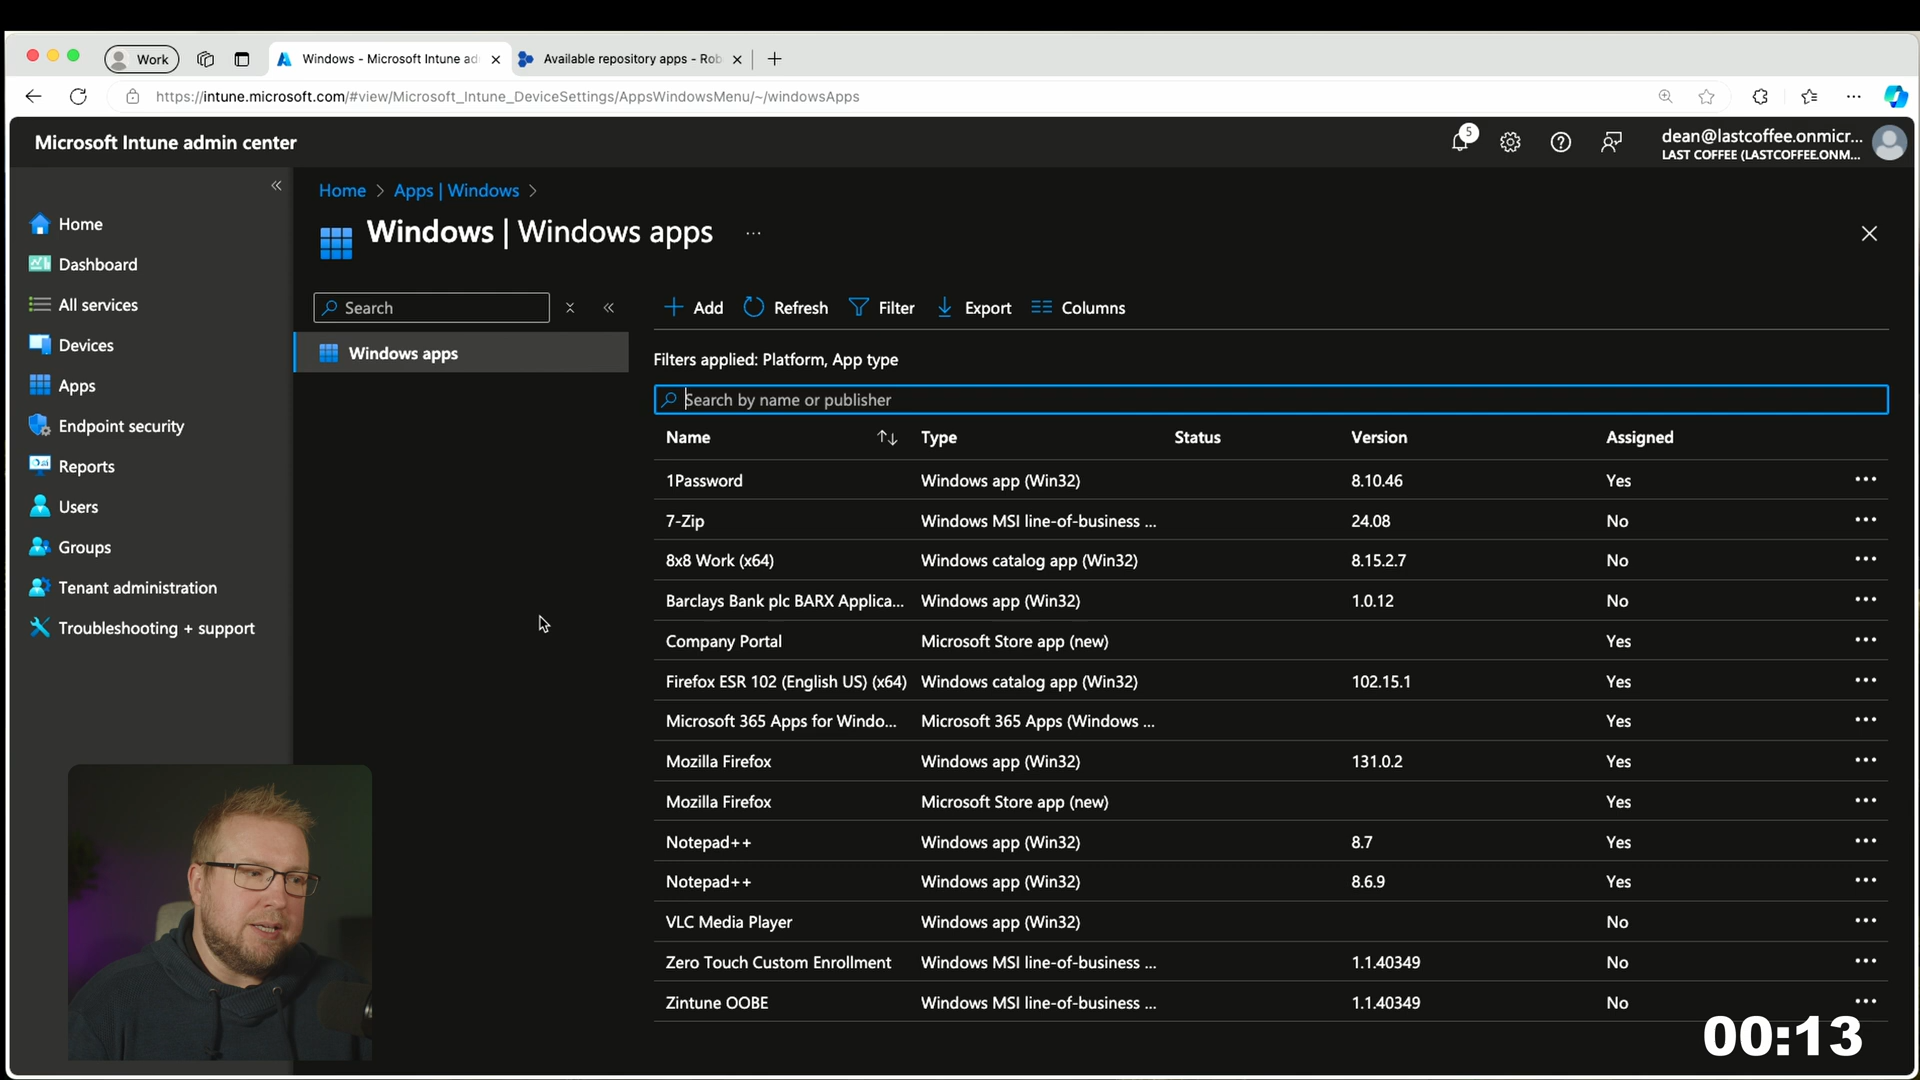 Work
Windows - Microsoft Intune ad
Available repository apps - Rob
https://intune.microsoft.com/#view/Microsoft_Intune_DeviceSettings/AppsWindowsMenu/~/windowsApps
Microsoft Intune admin center
5
dean@lastcoffee.onmicr...
LAST COFFEE (LASTCOFFEE.ONM...
Home
Dashboard
All services
Devices
Apps
Endpoint security
Reports
Users
Groups
Tenant administration
Troubleshooting + support
Home > Apps | Windows >
Windows | Windows apps ...
Search
Windows apps
Add Refresh Filter Export Columns
Filters applied: Platform, App type
Search by name or publisher
Name Type Status Version Assigned
1Password Windows app (Win32) 8.10.46 Yes
7-Zip Windows MSI line-of-business ... 24.08 No
8x8 Work (x64) Windows catalog app (Win32) 8.15.2.7 No
Barclays Bank plc BARX Applica... Windows app (Win32) 1.0.12 No
Company Portal Microsoft Store app (new) Yes
Firefox ESR 102 (English US) (x64) Windows catalog app (Win32) 102.15.1 Yes
Microsoft 365 Apps for Windo... Microsoft 365 Apps (Windows ... Yes
Mozilla Firefox Windows app (Win32) 131.0.2 Yes
Mozilla Firefox Microsoft Store app (new) Yes
Notepad++ Windows app (Win32) 8.7 Yes
Notepad++ Windows app (Win32) 8.6.9 Yes
VLC Media Player Windows app (Win32) No
Zero Touch Custom Enrollment Windows MSI line-of-business ... 1.1.40349 No
Zintune OOBE Windows MSI line-of-business ... 1.1.40349 No
00:13